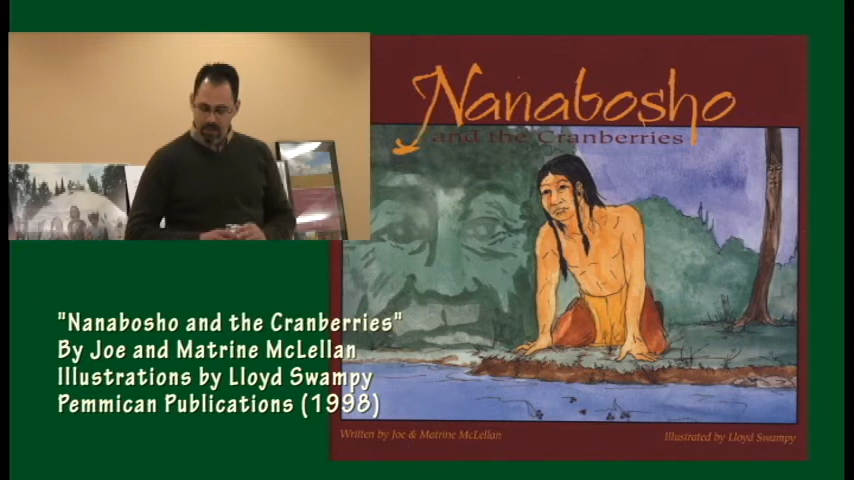 Nanabosho
and the Cranberries
"Nanabosho and the Cranberries"
By Joe and Matrine McLellan
Illustrations by Lloyd Swampy
Pemmican Publications (1998)
Written by Joe & Matrine McLellan
Illustrated by Lloyd Swampy